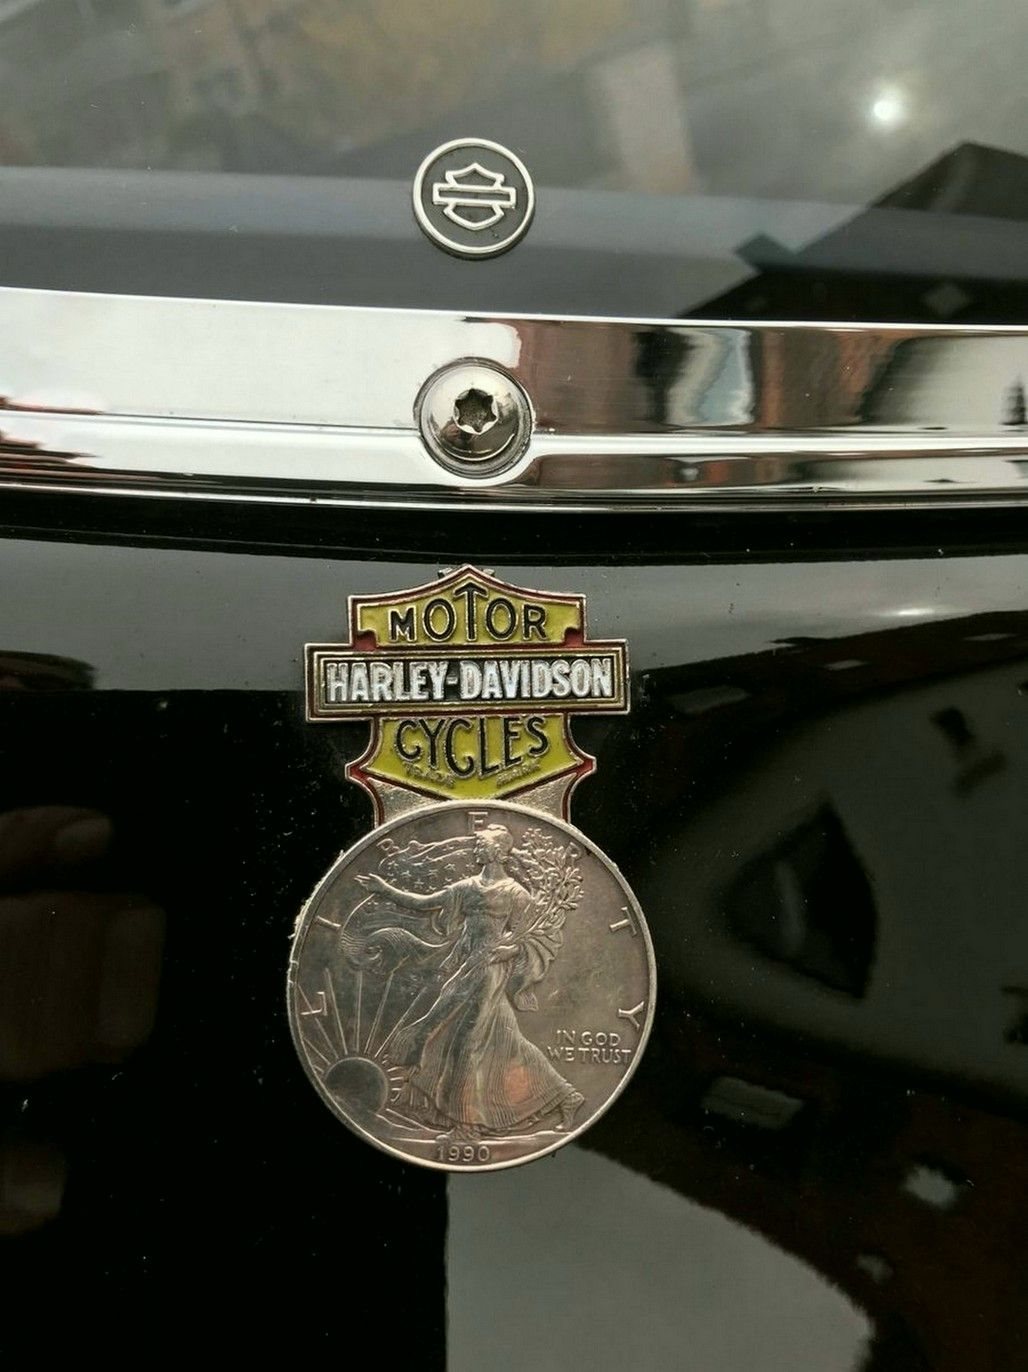 MOTOR
HARLEY-DAVIDSON
CYCLES
LIBERTY
IN GOD
WE TRUST
1990